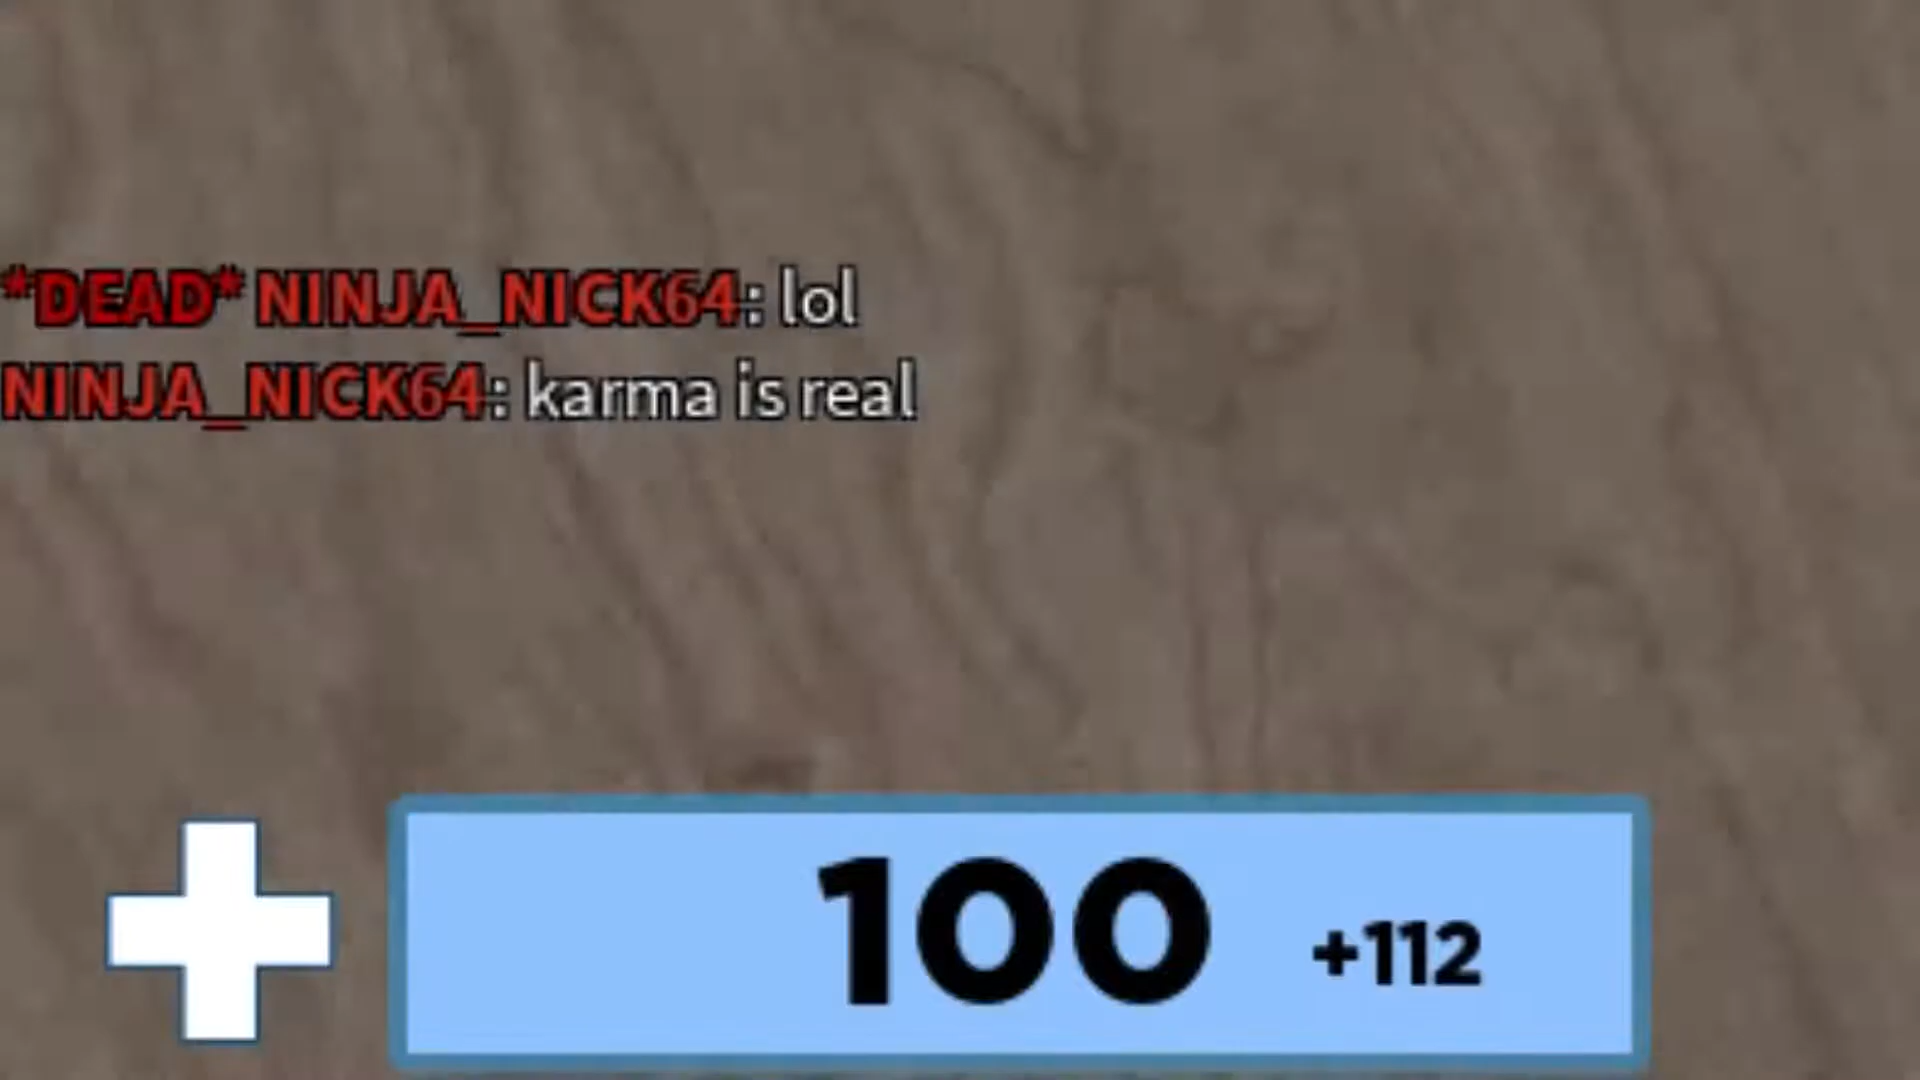 *DEAD* NINJA_NICK64: lol
NINJA_NICK64: karma is real
100 +112